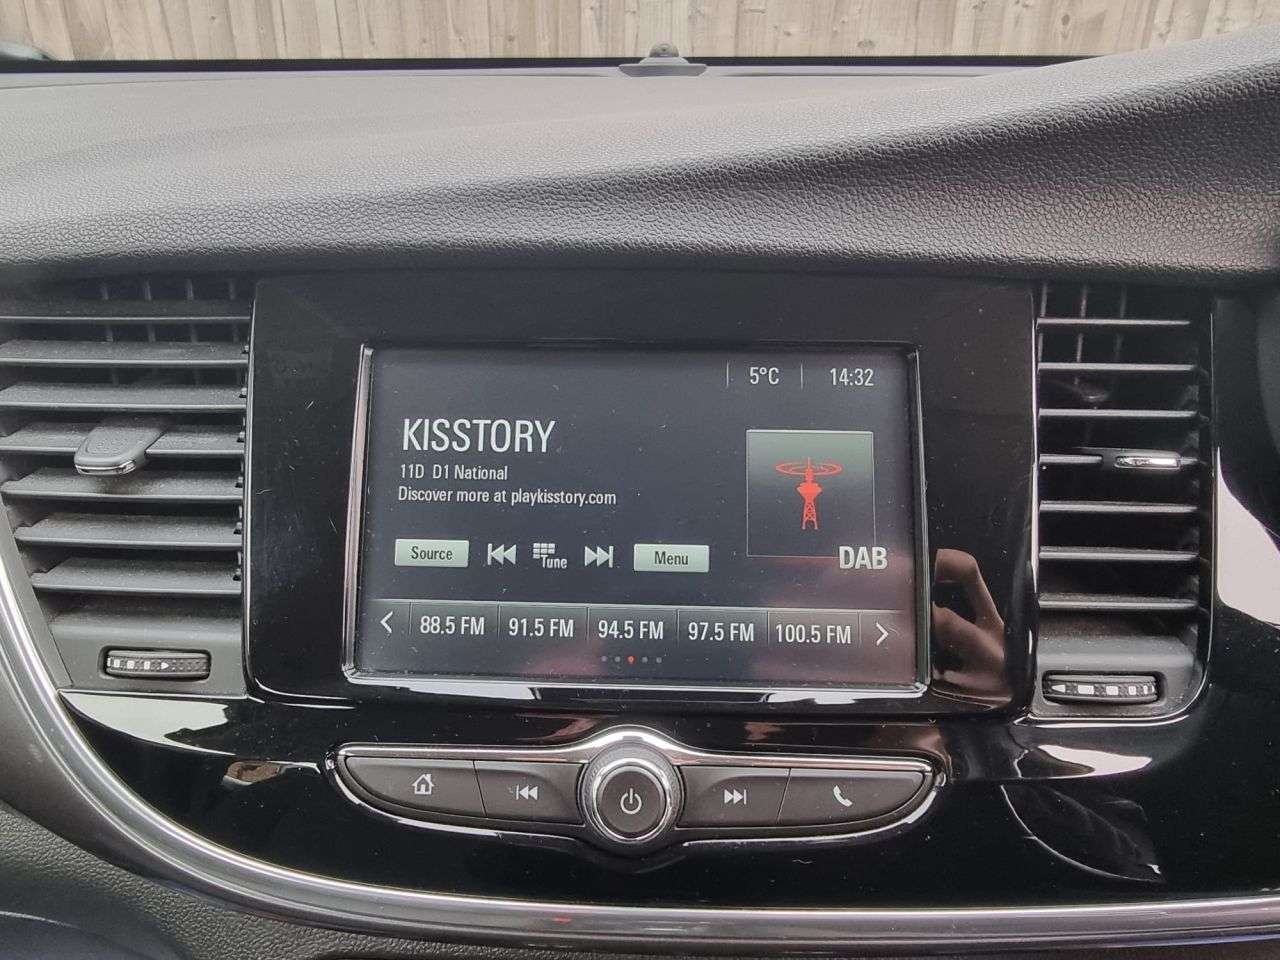 5°C 14:32
KISSTORY
11D D1 National
Discover more at playkisstory.com
Source Tune Menu
DAB
88.5 FM 91.5 FM 94.5 FM 97.5 FM 100.5 FM